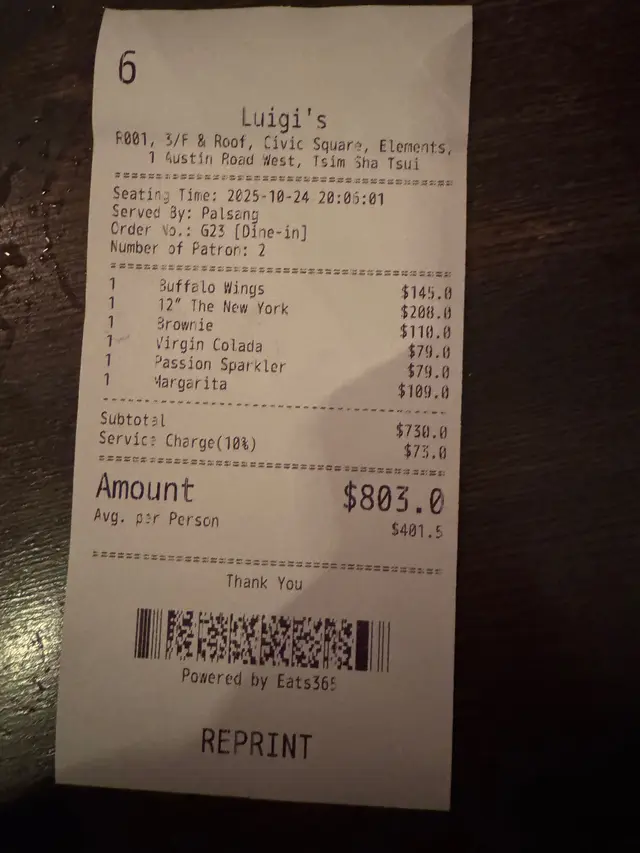 6
Luigi's
R001, 3/F & Roof, Civic Square, Elements,
1 Austin Road West, Tsim Sha Tsui
Seating Time: 2025-10-24 20:06:01
Served By: Palsang
Order No.: G23 [Dine-in]
Number of Patron: 2
1 Buffalo Wings $145.0
1 12" The New York $208.0
1 Brownie $110.0
1 Virgin Colada $79.0
1 Passion Sparkler $79.0
1 Margarita $109.0
Subtotal $730.0
Service Charge(10%) $73.0
Amount $803.0
Avg. per Person $401.5
Thank You
Powered by Eats365
REPRINT